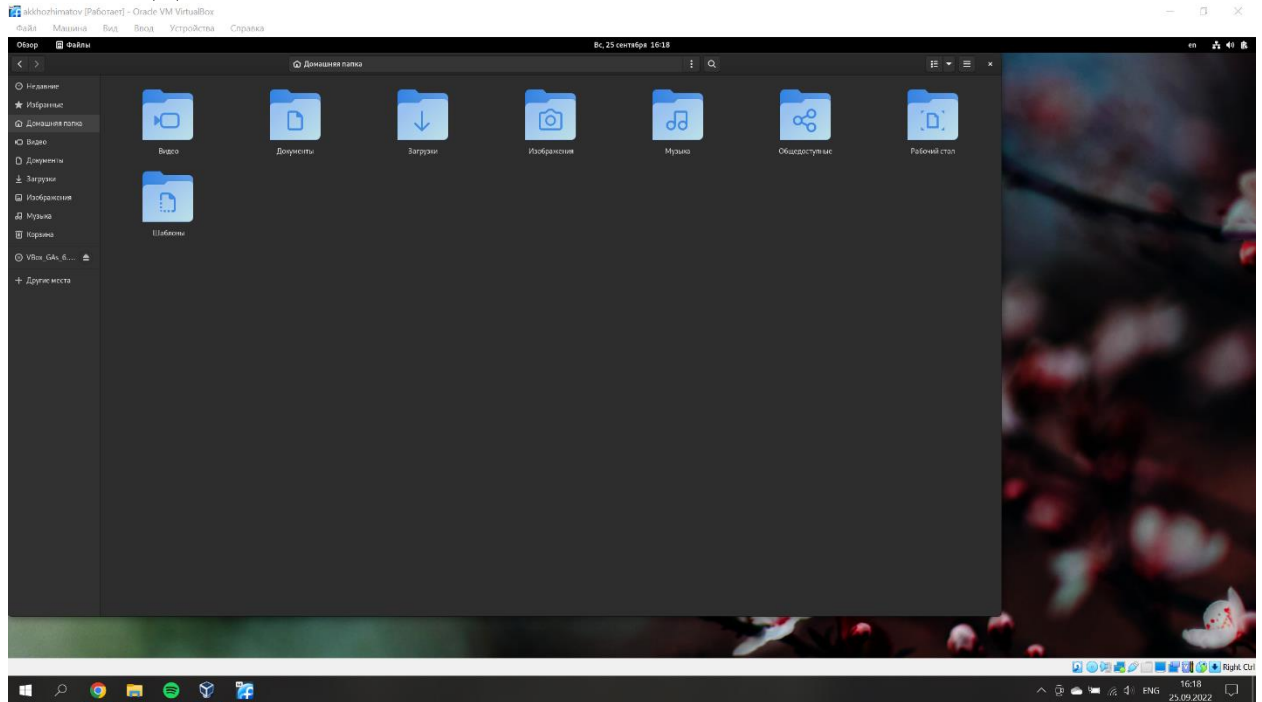 akkhozhimatov [Работает] - Oracle VM VirtualBox
Файл Машина Вид Ввод Устройства Справка
Обзор Файлы Вс, 25 сентября 16:18 en
Домашняя папка
Недавние
Избранные
Домашняя папка
Видео
Документы
Загрузки
Изображения
Музыка
Корзина
VBox_GAs_6....
Другие места
Видео Документы Загрузки Изображения Музыка Общедоступные Рабочий стол
Шаблоны
Right Ctrl
ENG 16:18
25.09.2022